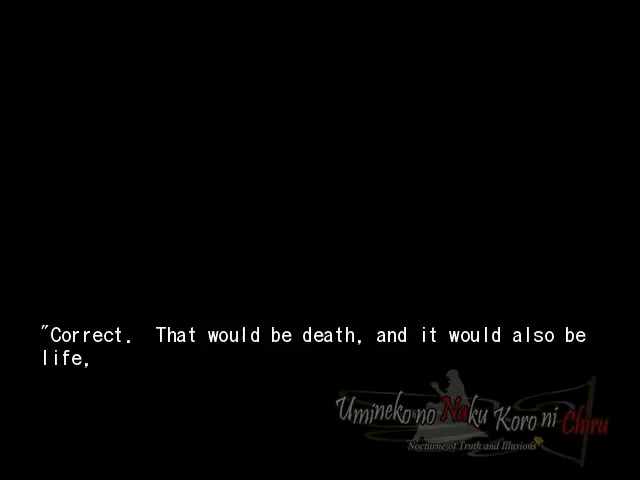 "Correct.  That would be death, and it would also be
life,
Umineko no Naku Koro ni Chiru
Nocturne of Truth and Illusions